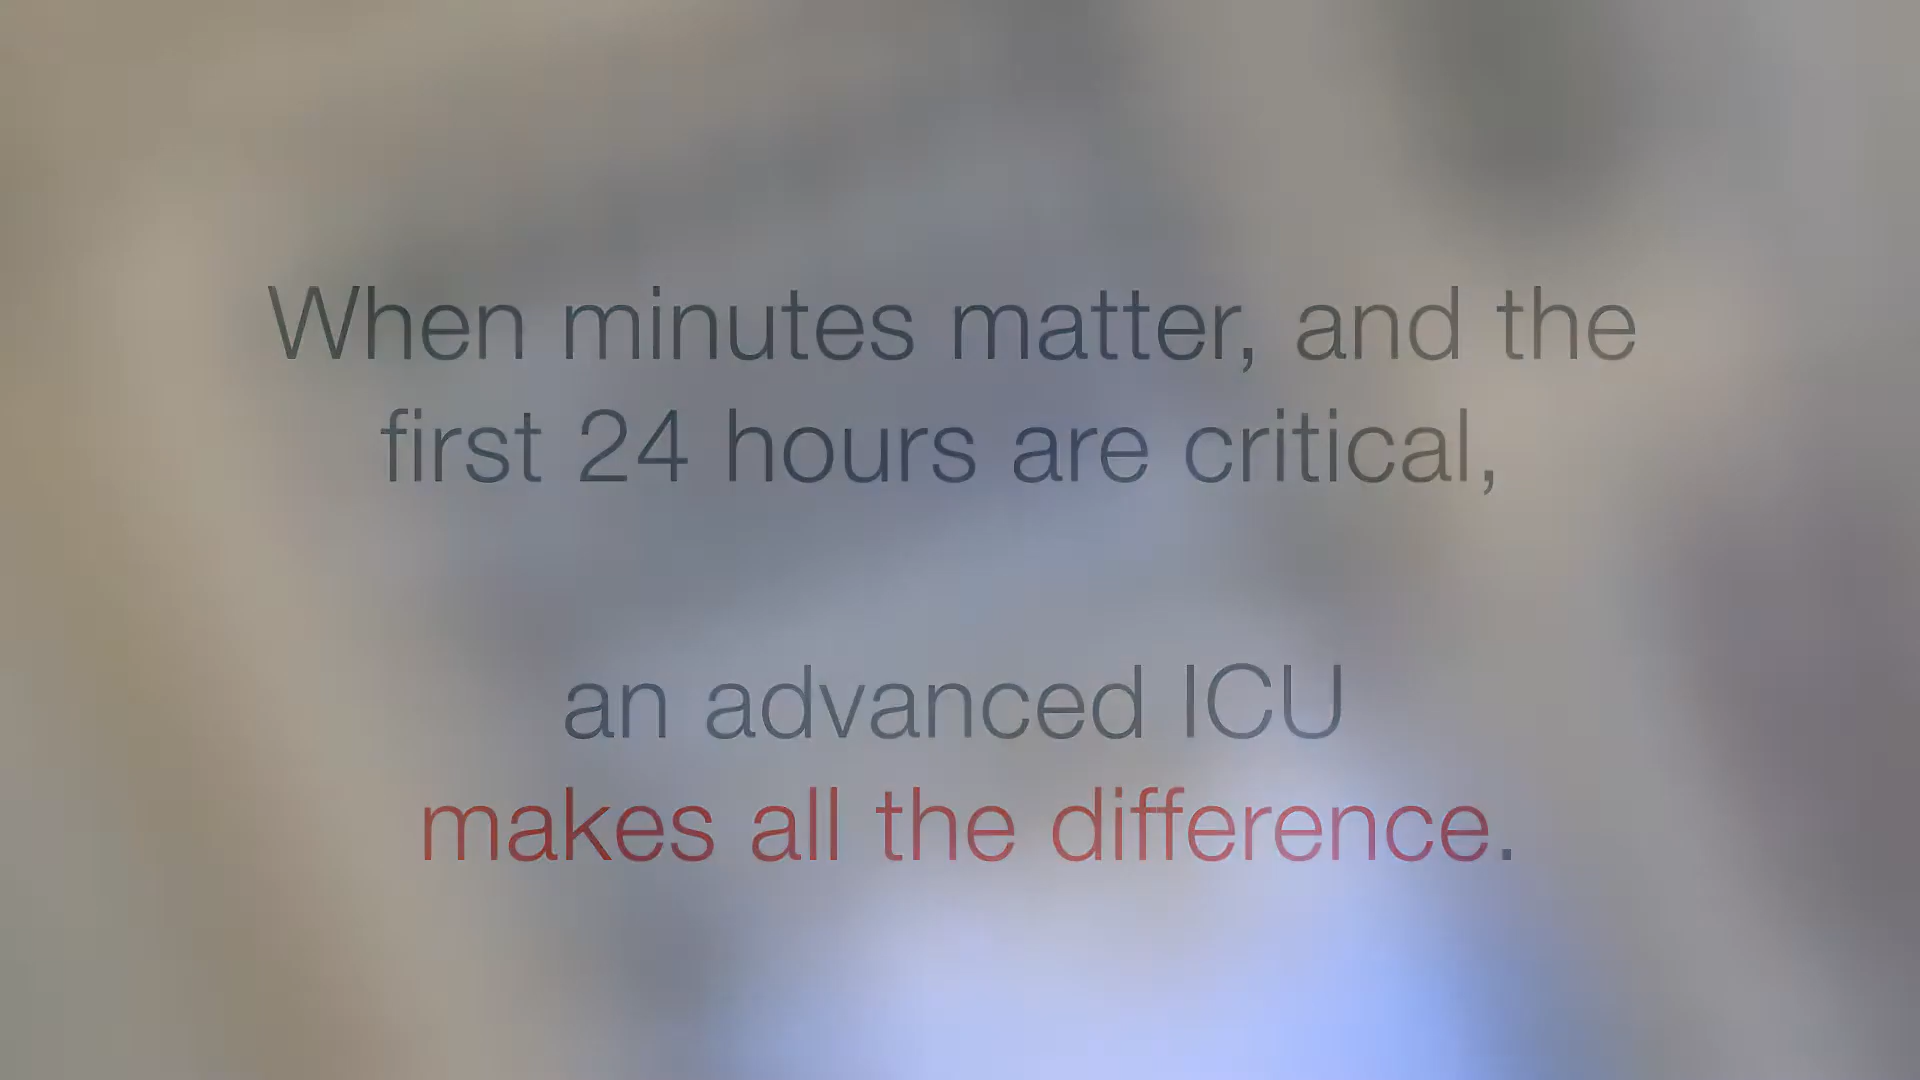 When minutes matter, and the
first 24 hours are critical,
an advanced ICU
makes all the difference.